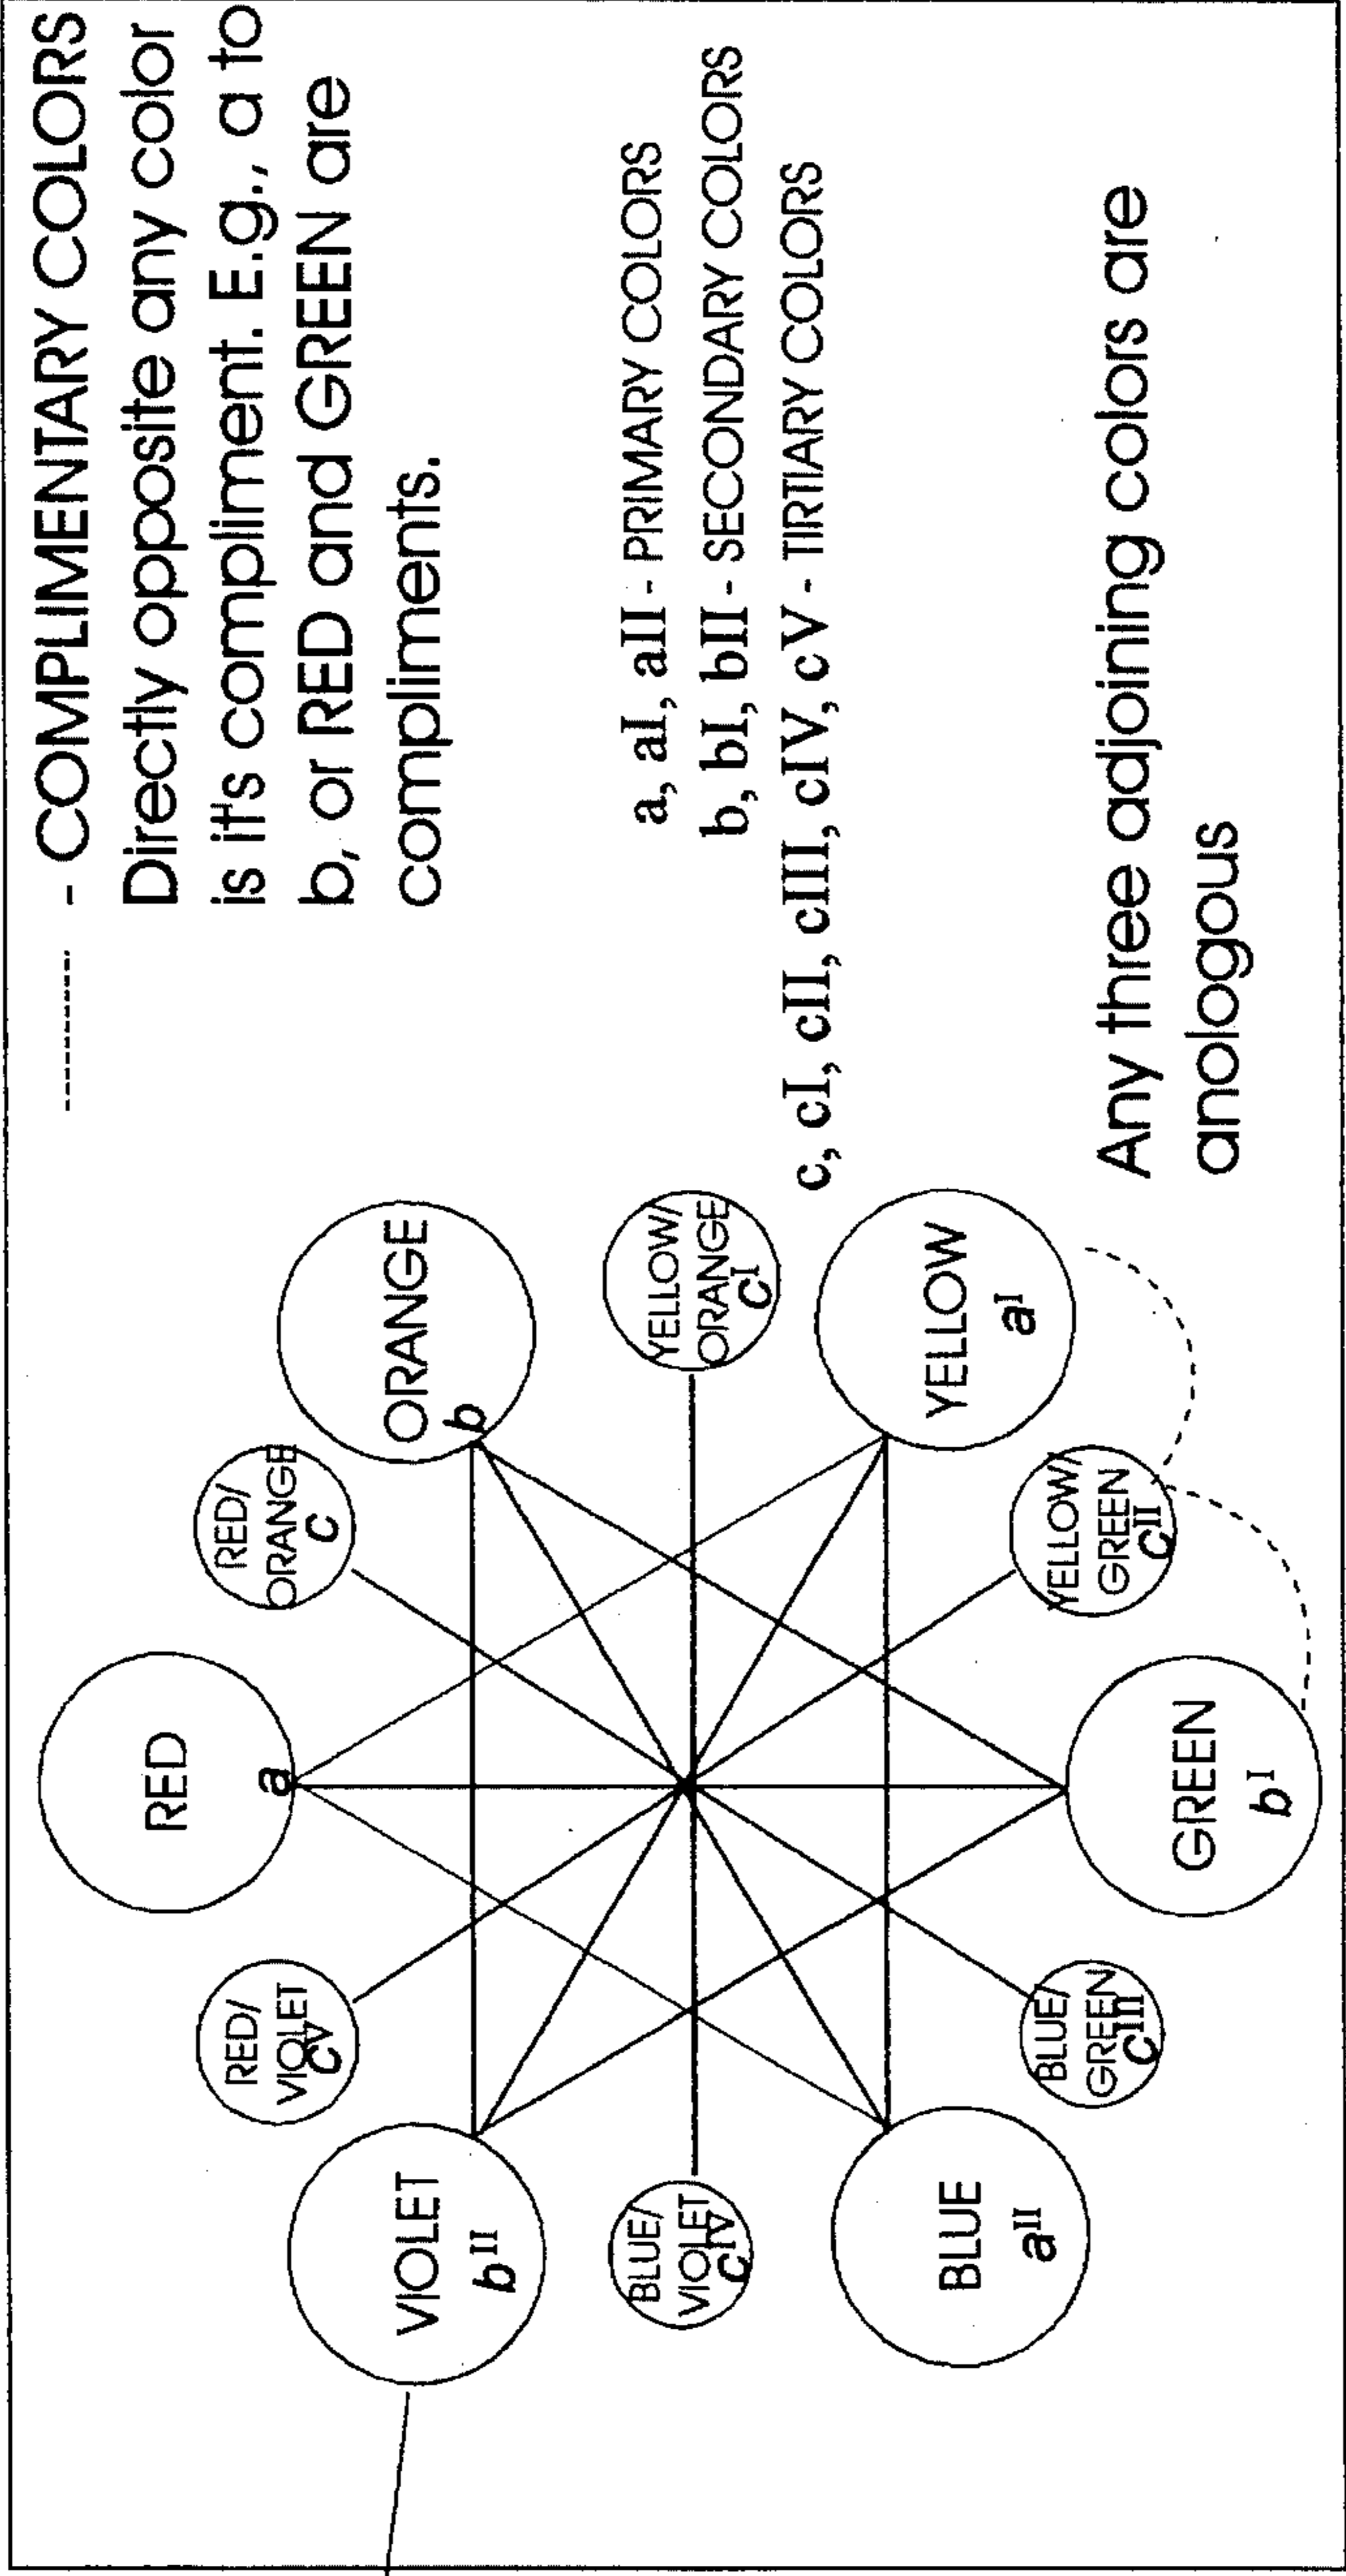 RED
a
RED/
ORANGE
c
ORANGE
b
YELLOW/
ORANGE
cI
YELLOW
aI
YELLOW/
GREEN
cII
GREEN
bI
BLUE/
GREEN
cIII
BLUE
aII
BLUE/
VIOLET
cIV
VIOLET
bII
RED/
VIOLET
cV
---------- - COMPLIMENTARY COLORS
Directly opposite any color
is it's compliment. E.g., a to
b, or RED and GREEN are
compliments.
a, aI, aII - PRIMARY COLORS
b, bI, bII - SECONDARY COLORS
c, cI, cII, cIII, cIV, cV - TIRTIARY COLORS
Any three adjoining colors are
anologous